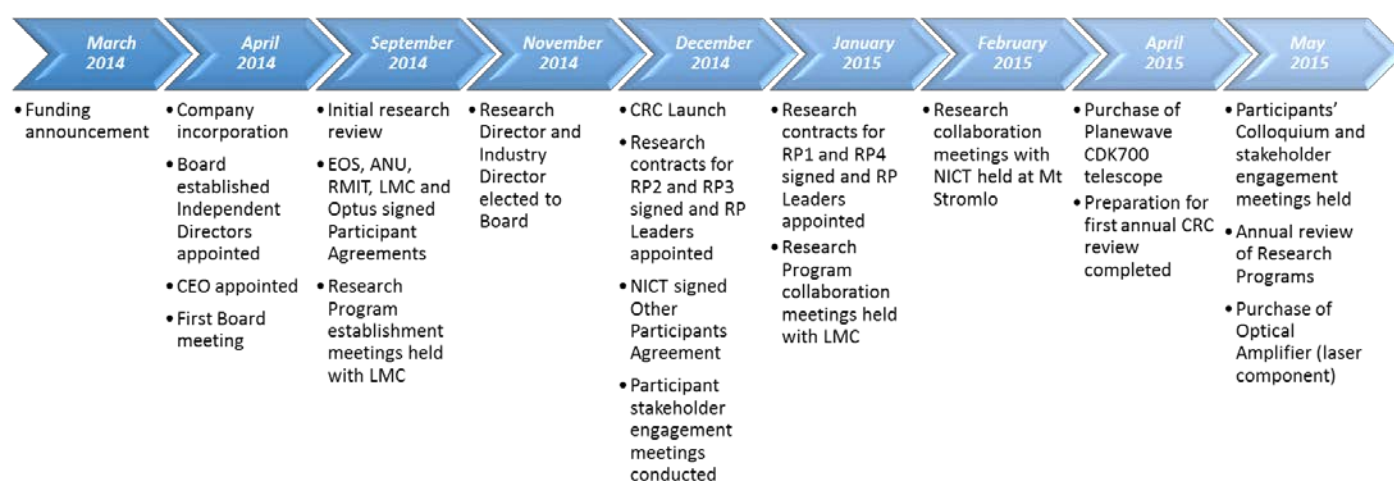 March
2014
April
2014
September
2014
November
2014
December
2014
January
2015
February
2015
April
2015
May
2015
• Funding
announcement
• Company
incorporation
• Board
established
Independent
Directors
appointed
• CEO appointed
• First Board
meeting
• Initial research
review
• EOS, ANU,
RMIT, LMC and
Optus signed
Participant
Agreements
• Research
Program
establishment
meetings held
with LMC
• Research
Director and
Industry
Director
elected to
Board
• CRC Launch
• Research
contracts for
RP2 and RP3
signed and RP
Leaders
appointed
• NICT signed
Other
Participants
Agreement
• Participant
stakeholder
engagement
meetings
conducted
• Research
contracts for
RP1 and RP4
signed and RP
Leaders
appointed
• Research
Program
collaboration
meetings held
with LMC
• Research
collaboration
meetings with
NICT held at Mt
Stromlo
• Purchase of
Planewave
CDK700
telescope
• Preparation for
first annual CRC
review
completed
• Participants’
Colloquium and
stakeholder
engagement
meetings held
• Annual review
of Research
Programs
• Purchase of
Optical
Amplifier (laser
component)